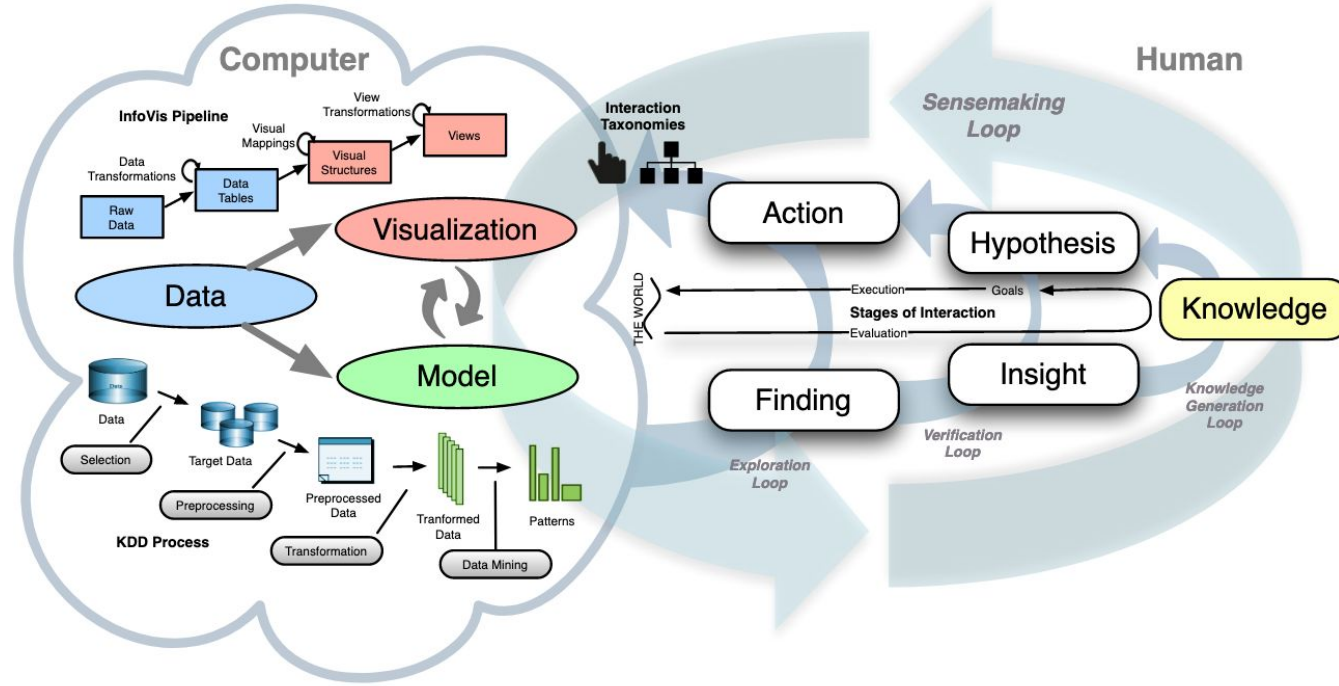 Computer
Human
InfoVis Pipeline
View
Transformations
Visual
Mappings
Data
Transformations
Views
Visual
Structures
Data
Tables
Raw
Data
Interaction
Taxonomies
Sensemaking
Loop
Visualization
Data
Model
Action
Hypothesis
THE WORLD
Execution
Goals
Stages of Interaction
Evaluation
Knowledge
Finding
Insight
Exploration
Loop
Verification
Loop
Knowledge
Generation
Loop
Data
Data
Selection
Target Data
Preprocessing
Preprocessed
Data
Transformation
Tranformed
Data
Data Mining
Patterns
KDD Process